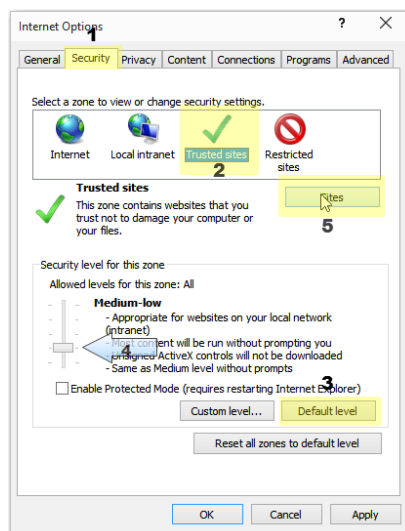 Internet Options ? ✕
1
General Security Privacy Content Connections Programs Advanced
Select a zone to view or change security settings.
Internet Local intranet Trusted sites Restricted
sites
2
Trusted sites
Sites
This zone contains websites that you
trust not to damage your computer or
your files.
5
Security level for this zone
Allowed levels for this zone: All
Medium-low
- Appropriate for websites on your local network
(intranet)
- Most content will be run without prompting you
4
- Unsigned ActiveX controls will not be downloaded
- Same as Medium level without prompts
Enable Protected Mode (requires restarting Internet Explorer)
3
Custom level... Default level
Reset all zones to default level
OK Cancel Apply